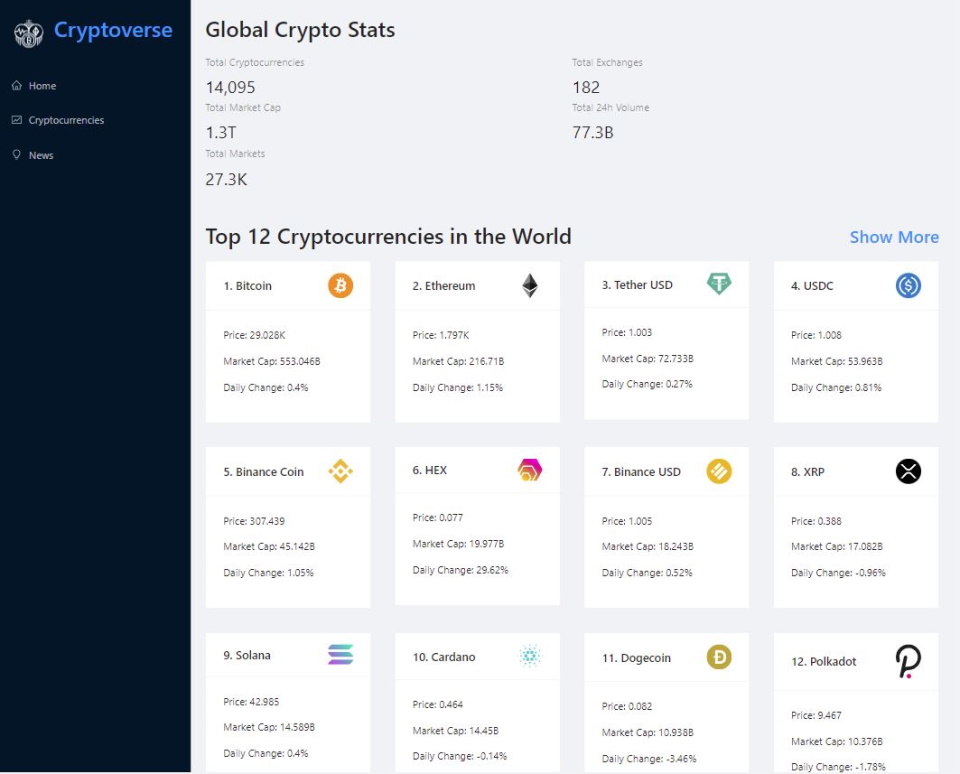 Cryptoverse
Home
Cryptocurrencies
News
Global Crypto Stats
Total Cryptocurrencies
14,095
Total Exchanges
182
Total Market Cap
1.3T
Total 24h Volume
77.3B
Total Markets
27.3K
Top 12 Cryptocurrencies in the World
Show More
1. Bitcoin
Price: 29.028K
Market Cap: 553.046B
Daily Change: 0.4%
2. Ethereum
Price: 1.797K
Market Cap: 216.71B
Daily Change: 1.15%
3. Tether USD
Price: 1.003
Market Cap: 72.733B
Daily Change: 0.27%
4. USDC
Price: 1.008
Market Cap: 53.963B
Daily Change: 0.81%
5. Binance Coin
Price: 307.439
Market Cap: 45.142B
Daily Change: 1.05%
6. HEX
Price: 0.077
Market Cap: 19.977B
Daily Change: 29.62%
7. Binance USD
Price: 1.005
Market Cap: 18.243B
Daily Change: 0.52%
8. XRP
Price: 0.388
Market Cap: 17.082B
Daily Change: -0.96%
9. Solana
Price: 42.985
Market Cap: 14.589B
Daily Change: 0.4%
10. Cardano
Price: 0.464
Market Cap: 14.45B
Daily Change: -0.14%
11. Dogecoin
Price: 0.082
Market Cap: 10.938B
Daily Change: -3.46%
12. Polkadot
Price: 9.467
Market Cap: 10.376B
Daily Change: -1.78%